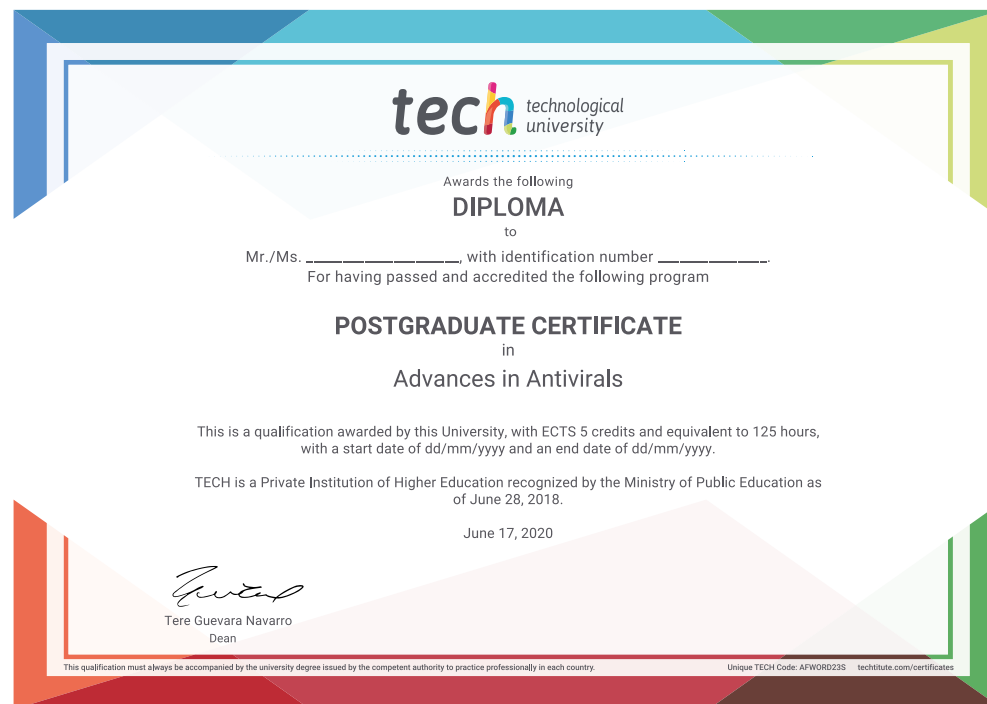 tech technological
university
Awards the following
DIPLOMA
to
Mr./Ms. ____________________, with identification number ______________.
For having passed and accredited the following program
POSTGRADUATE CERTIFICATE
in
Advances in Antivirals
This is a qualification awarded by this University, with ECTS 5 credits and equivalent to 125 hours,
with a start date of dd/mm/yyyy and an end date of dd/mm/yyyy.
TECH is a Private Institution of Higher Education recognized by the Ministry of Public Education as
of June 28, 2018.
June 17, 2020
Tere Guevara Navarro
Dean
This qualification must always be accompanied by the university degree issued by the competent authority to practice professionally in each country.
Unique TECH Code: AFWORD23S techtitute.com/certificates